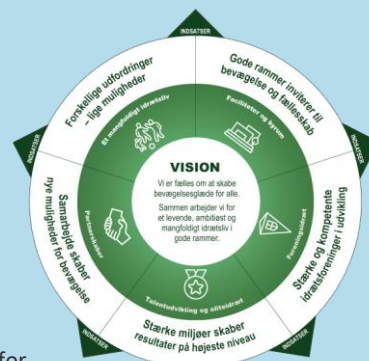 INDSATSER
Forskellige udfordringer
– lige muligheder
Gode rammer inviterer til
bevægelse og fællesskab
INDSATSER
INDSATSER
Et mangfoldigt idrætsliv
Faciliteter og byrum
VISION
Vi er fælles om at skabe
bevægelsesglæde for alle.
Sammen arbejder vi for
et levende, ambitiøst og
mangfoldigt idrætsliv i
gode rammer.
Partnerskaber
Foreningsidræt
Samarbejde skaber
nye muligheder for bevægelse
Stærke og kompetente
idrætsforeninger i udvikling
Talentudvikling og eliteidræt
Stærke miljøer skaber
resultater på højeste niveau
INDSATSER
INDSATSER
for